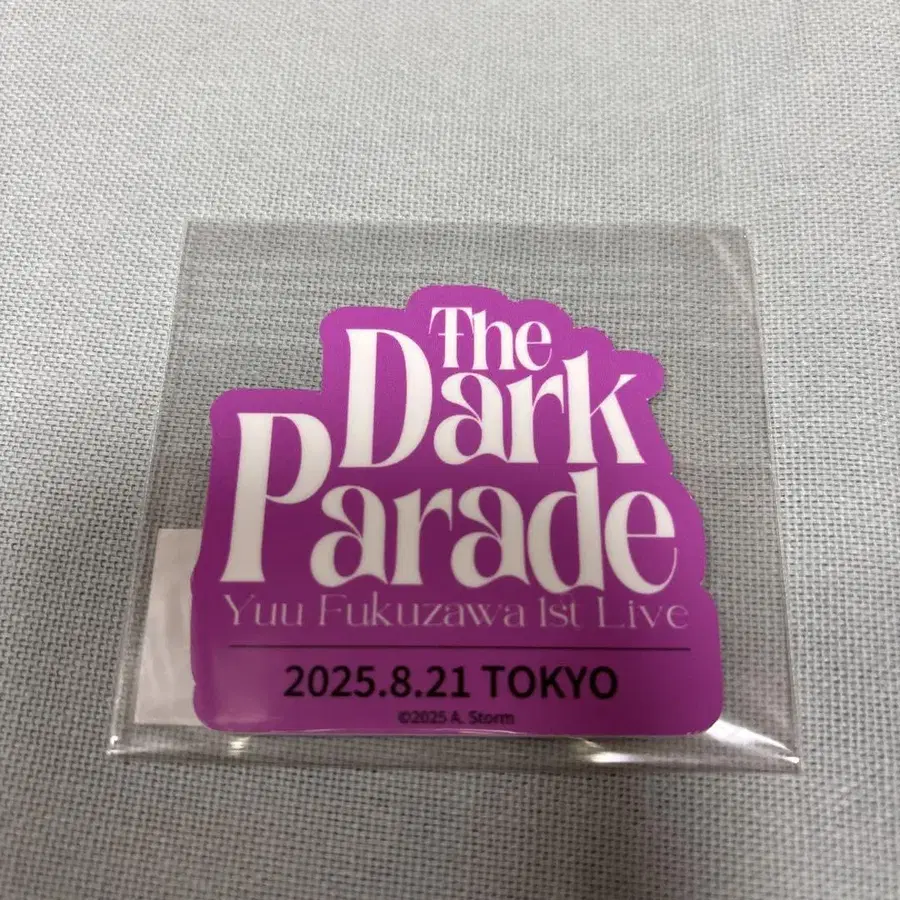 The
Dark
Parade
Yuu Fukuzawa 1st Live
2025.8.21 TOKYO
©2025 A. Storm